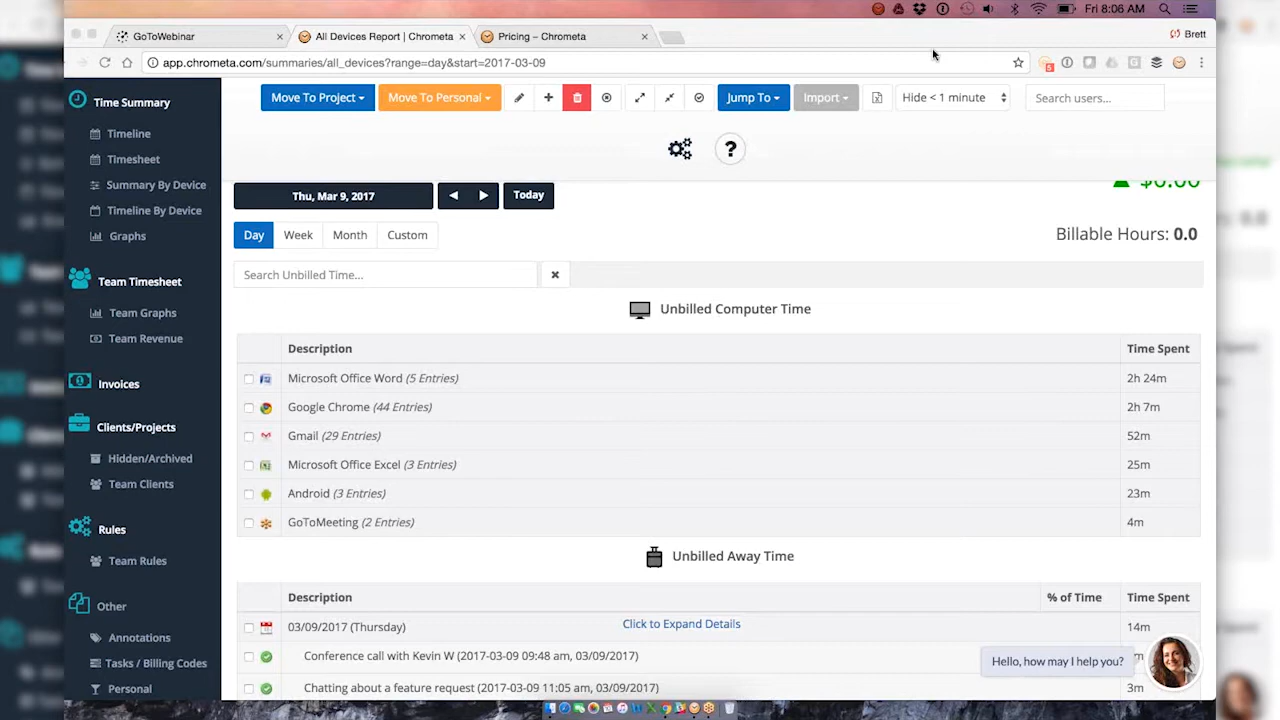 Fri 8:06 AM
GoToWebinar
All Devices Report | Chrometa
Pricing – Chrometa
Brett
app.chrometa.com/summaries/all_devices?range=day&start=2017-03-09
Time Summary
Timeline
Timesheet
Summary By Device
Timeline By Device
Graphs
Team Timesheet
Team Graphs
Team Revenue
Invoices
Clients/Projects
Hidden/Archived
Team Clients
Rules
Team Rules
Other
Annotations
Tasks / Billing Codes
Personal
Move To Project
Move To Personal
Jump To
Import
Hide < 1 minute
Search users...
?
$0.00
Thu, Mar 9, 2017
Today
Day
Week
Month
Custom
Billable Hours: 0.0
Search Unbilled Time...
Unbilled Computer Time
Description
Time Spent
Microsoft Office Word (5 Entries)
2h 24m
Google Chrome (44 Entries)
2h 7m
Gmail (29 Entries)
52m
Microsoft Office Excel (3 Entries)
25m
Android (3 Entries)
23m
GoToMeeting (2 Entries)
4m
Unbilled Away Time
Description
% of Time
Time Spent
03/09/2017 (Thursday)
Click to Expand Details
14m
Conference call with Kevin W (2017-03-09 09:48 am, 03/09/2017)
Hello, how may I help you?
Chatting about a feature request (2017-03-09 11:05 am, 03/09/2017)
3m